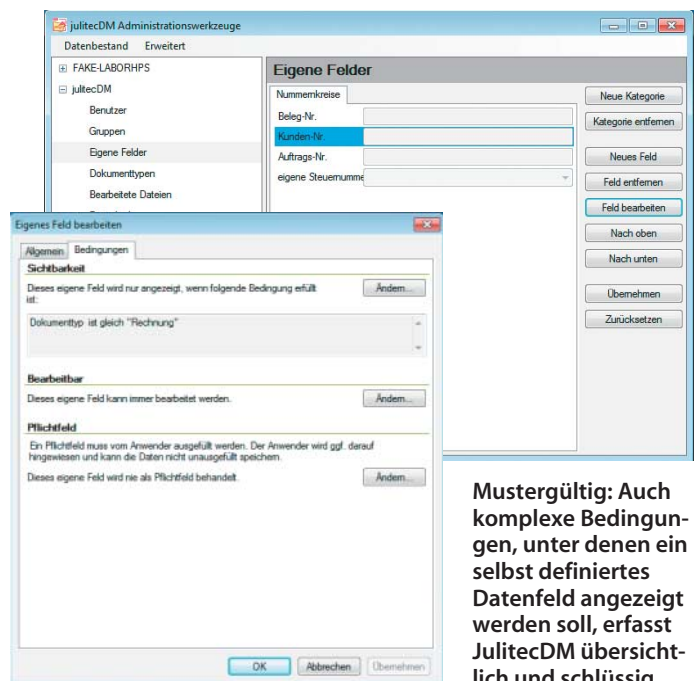 julitecDM Administrationswerkzeuge
Datenbestand Erweitert
FAKE-LABORHPS
julitecDM
Benutzer
Gruppen
Eigene Felder
Dokumenttypen
Bearbeitete Dateien
Eigene Felder
Nummernkreise
Beleg-Nr.
Kunden-Nr.
Auftrags-Nr.
eigene Steuernumme
Neue Kategorie
Kategorie entfernen
Neues Feld
Feld entfernen
Feld bearbeiten
Nach oben
Nach unten
Übernehmen
Zurücksetzen
Eigenes Feld bearbeiten
Allgemein Bedingungen
Sichtbarkeit
Dieses eigene Feld wird nur angezeigt, wenn folgende Bedingung erfüllt
ist:
Ändern...
Dokumenttyp ist gleich "Rechnung"
Bearbeitbar
Dieses eigene Feld kann immer bearbeitet werden.
Ändern...
Pflichtfeld
Ein Pflichtfeld muss vom Anwender ausgefüllt werden. Der Anwender wird ggf. darauf
hingewiesen und kann die Daten nicht unausgefüllt speichern.
Dieses eigene Feld wird nie als Pflichtfeld behandelt.
Ändern...
OK Abbrechen Übernehmen
Mustergültig: Auch
komplexe Bedingun-
gen, unter denen ein
selbst definiertes
Datenfeld angezeigt
werden soll, erfasst
JulitecDM übersicht-
lich und schlüssig